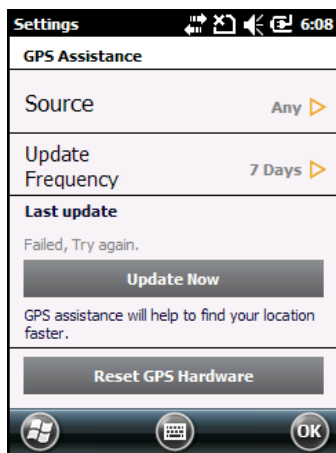 Settings 6:08
GPS Assistance
Source Any
Update
Frequency 7 Days
Last update
Failed, Try again.
Update Now
GPS assistance will help to find your location
faster.
Reset GPS Hardware
OK